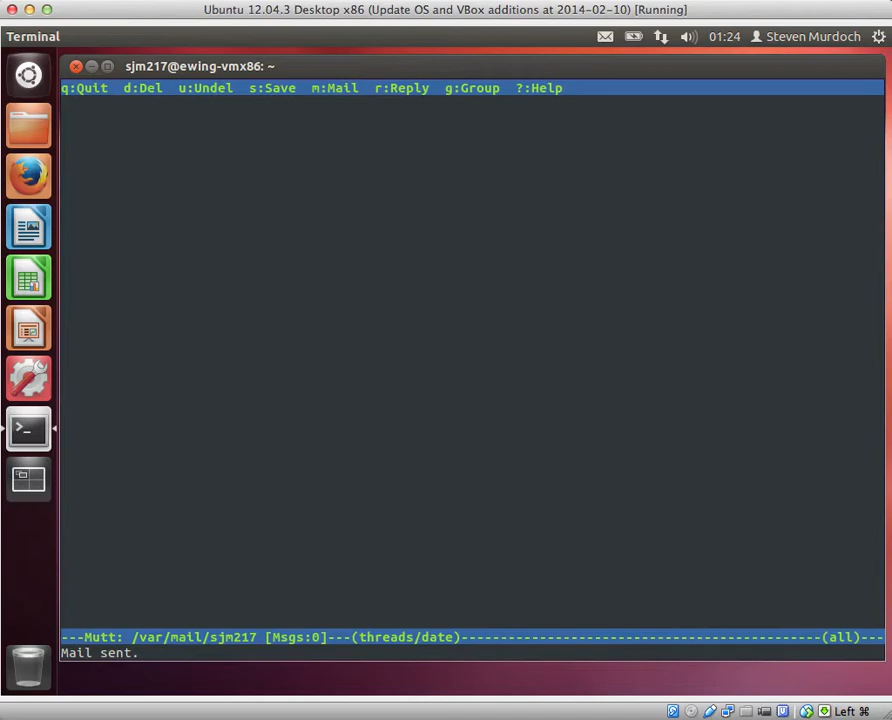 Ubuntu 12.04.3 Desktop x86 (Update OS and VBox additions at 2014-02-10) [Running]
Terminal 01:24 Steven Murdoch
sjm217@ewing-vmx86: ~
q:Quit d:Del u:Undel s:Save m:Mail r:Reply g:Group ?:Help
---Mutt: /var/mail/sjm217 [Msgs:0]---(threads/date)----------------------------------------------(all)---
Mail sent.
Left ⌘